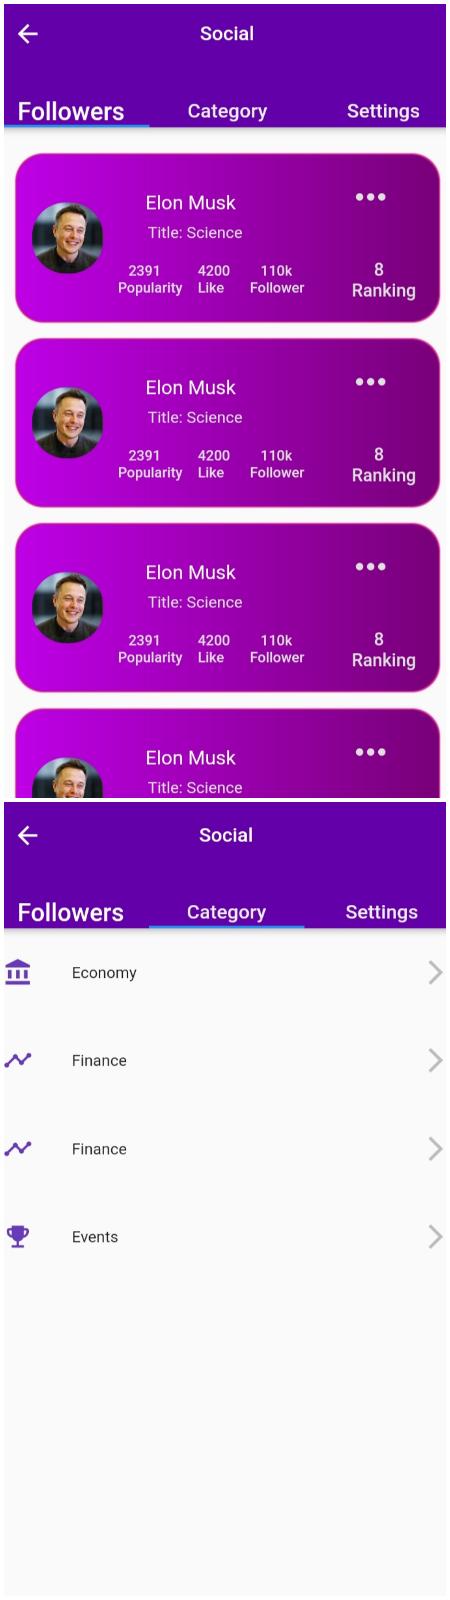 Social
Followers Category Settings
Elon Musk
Title: Science
2391 4200 110k 8
Popularity Like Follower Ranking
Elon Musk
Title: Science
2391 4200 110k 8
Popularity Like Follower Ranking
Elon Musk
Title: Science
2391 4200 110k 8
Popularity Like Follower Ranking
Elon Musk
Title: Science
Social
Followers Category Settings
Economy
Finance
Finance
Events